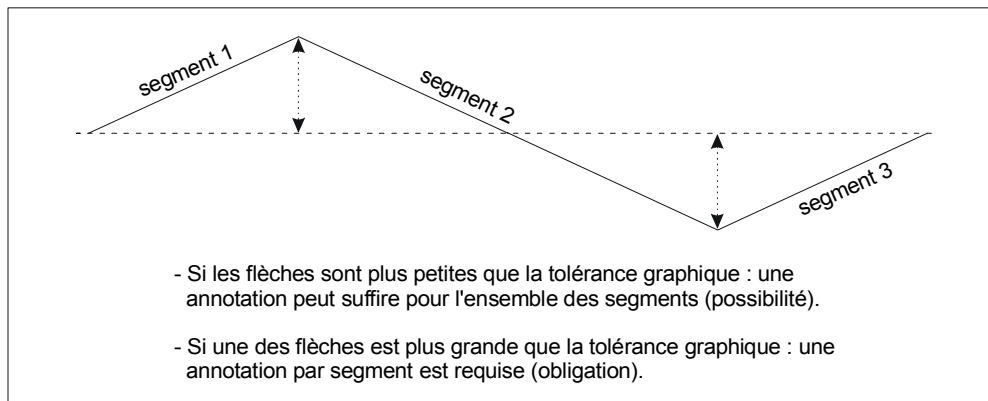 segment 1
segment 2
segment 3
- Si les flèches sont plus petites que la tolérance graphique : une
annotation peut suffire pour l'ensemble des segments (possibilité).
- Si une des flèches est plus grande que la tolérance graphique : une
annotation par segment est requise (obligation).